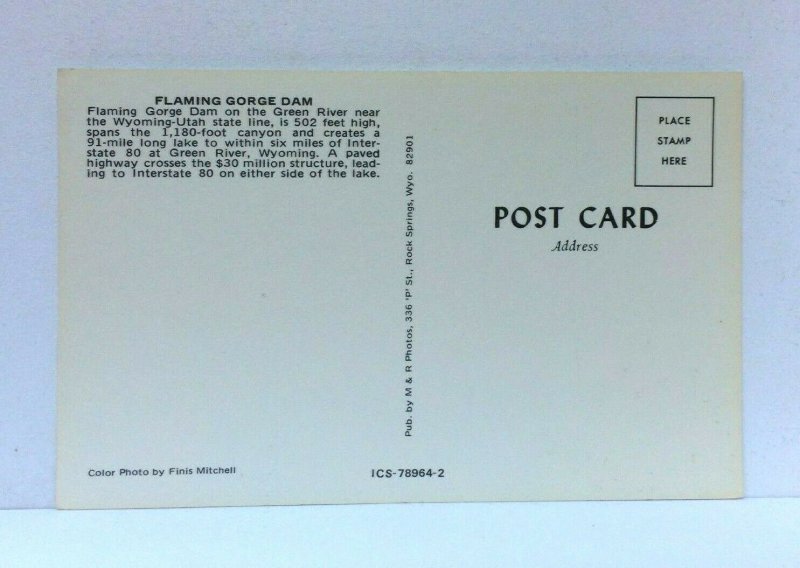 FLAMING GORGE DAM
Flaming Gorge Dam on the Green River near
the Wyoming-Utah state line, is 502 feet high,
spans the 1,180-foot canyon and creates a
91-mile long lake to within six miles of Inter-
state 80 at Green River, Wyoming. A paved
highway crosses the $30 million structure, lead-
ing to Interstate 80 on either side of the lake.
Color Photo by Finis Mitchell
Pub. by M & R Photos, 336 'P' St., Rock Springs, Wyo. 82901
ICS-78964-2
PLACE
STAMP
HERE
POST CARD
Address